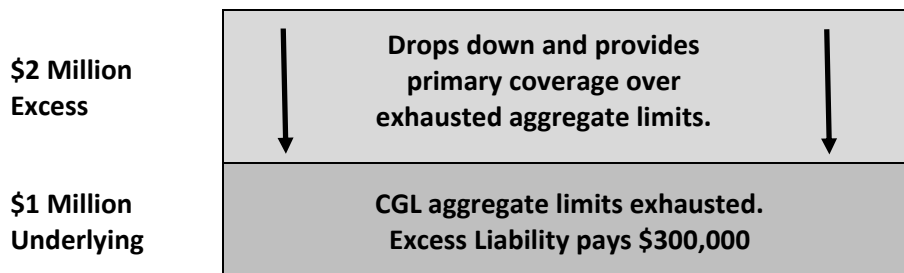 $2 Million
Excess
Drops down and provides
primary coverage over
exhausted aggregate limits.
$1 Million
Underlying
CGL aggregate limits exhausted.
Excess Liability pays $300,000